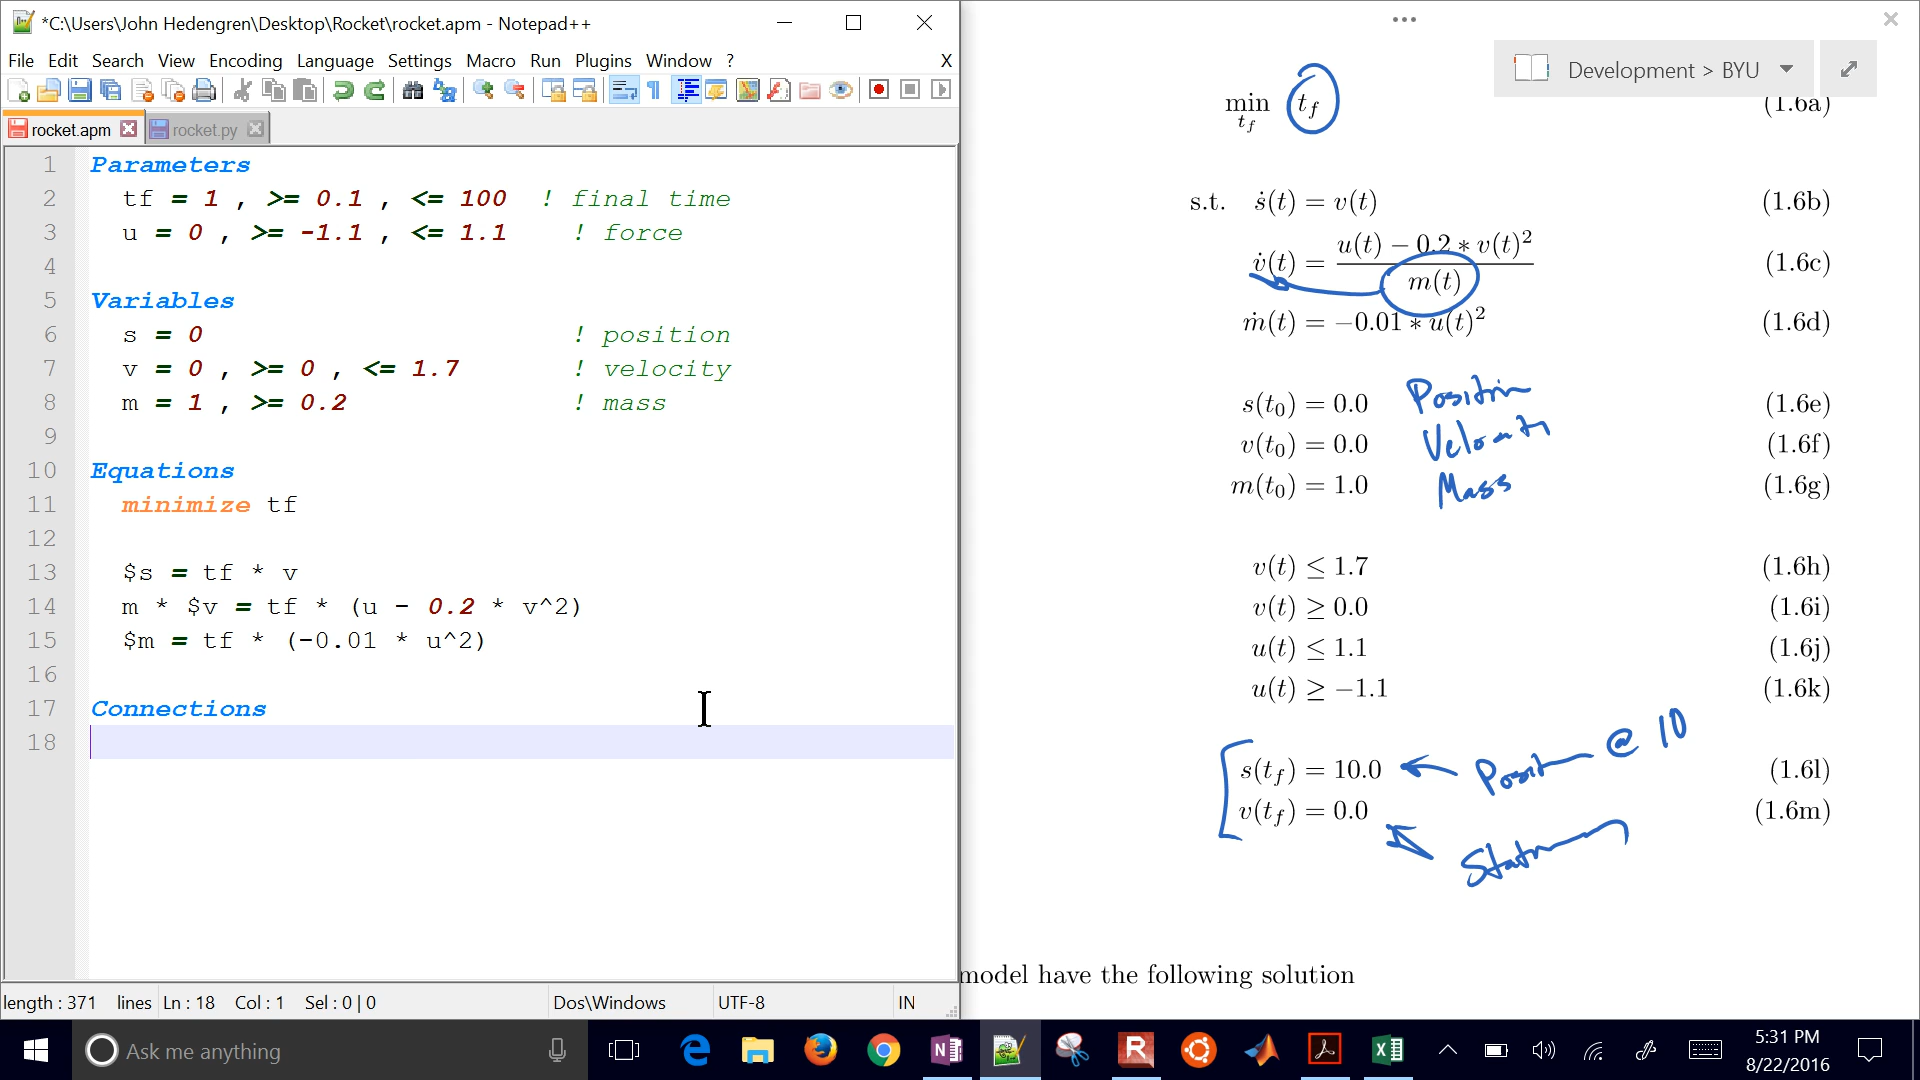 *C:\Users\John Hedengren\Desktop\Rocket\rocket.apm - Notepad++
File Edit Search View Encoding Language Settings Macro Run Plugins Window ? X
rocket.apm rocket.py
1 Parameters
2 tf = 1 , >= 0.1 , <= 100 ! final time
3 u = 0 , >= -1.1 , <= 1.1 ! force
4
5 Variables
6 s = 0 ! position
7 v = 0 , >= 0 , <= 1.7 ! velocity
8 m = 1 , >= 0.2 ! mass
9
10 Equations
11 minimize tf
12
13 $s = tf * v
14 m * $v = tf * (u - 0.2 * v^2)
15 $m = tf * (-0.01 * u^2)
16
17 Connections
18
length : 371 lines Ln : 18 Col : 1 Sel : 0 | 0 Dos\Windows UTF-8 IN
Development > BYU
min t_f t_f (1.6a)
s.t. ṡ(t) = v(t) (1.6b)
v̇(t) = (u(t) − 0.2 * v(t)²) / m(t) (1.6c)
ṁ(t) = −0.01 * u(t)² (1.6d)
s(t₀) = 0.0 Position (1.6e)
v(t₀) = 0.0 Velocity (1.6f)
m(t₀) = 1.0 Mass (1.6g)
v(t) ≤ 1.7 (1.6h)
v(t) ≥ 0.0 (1.6i)
u(t) ≤ 1.1 (1.6j)
u(t) ≥ −1.1 (1.6k)
s(t_f) = 10.0 Position @ 10 (1.6l)
v(t_f) = 0.0 (1.6m)
model have the following solution
Ask me anything
5:31 PM
8/22/2016